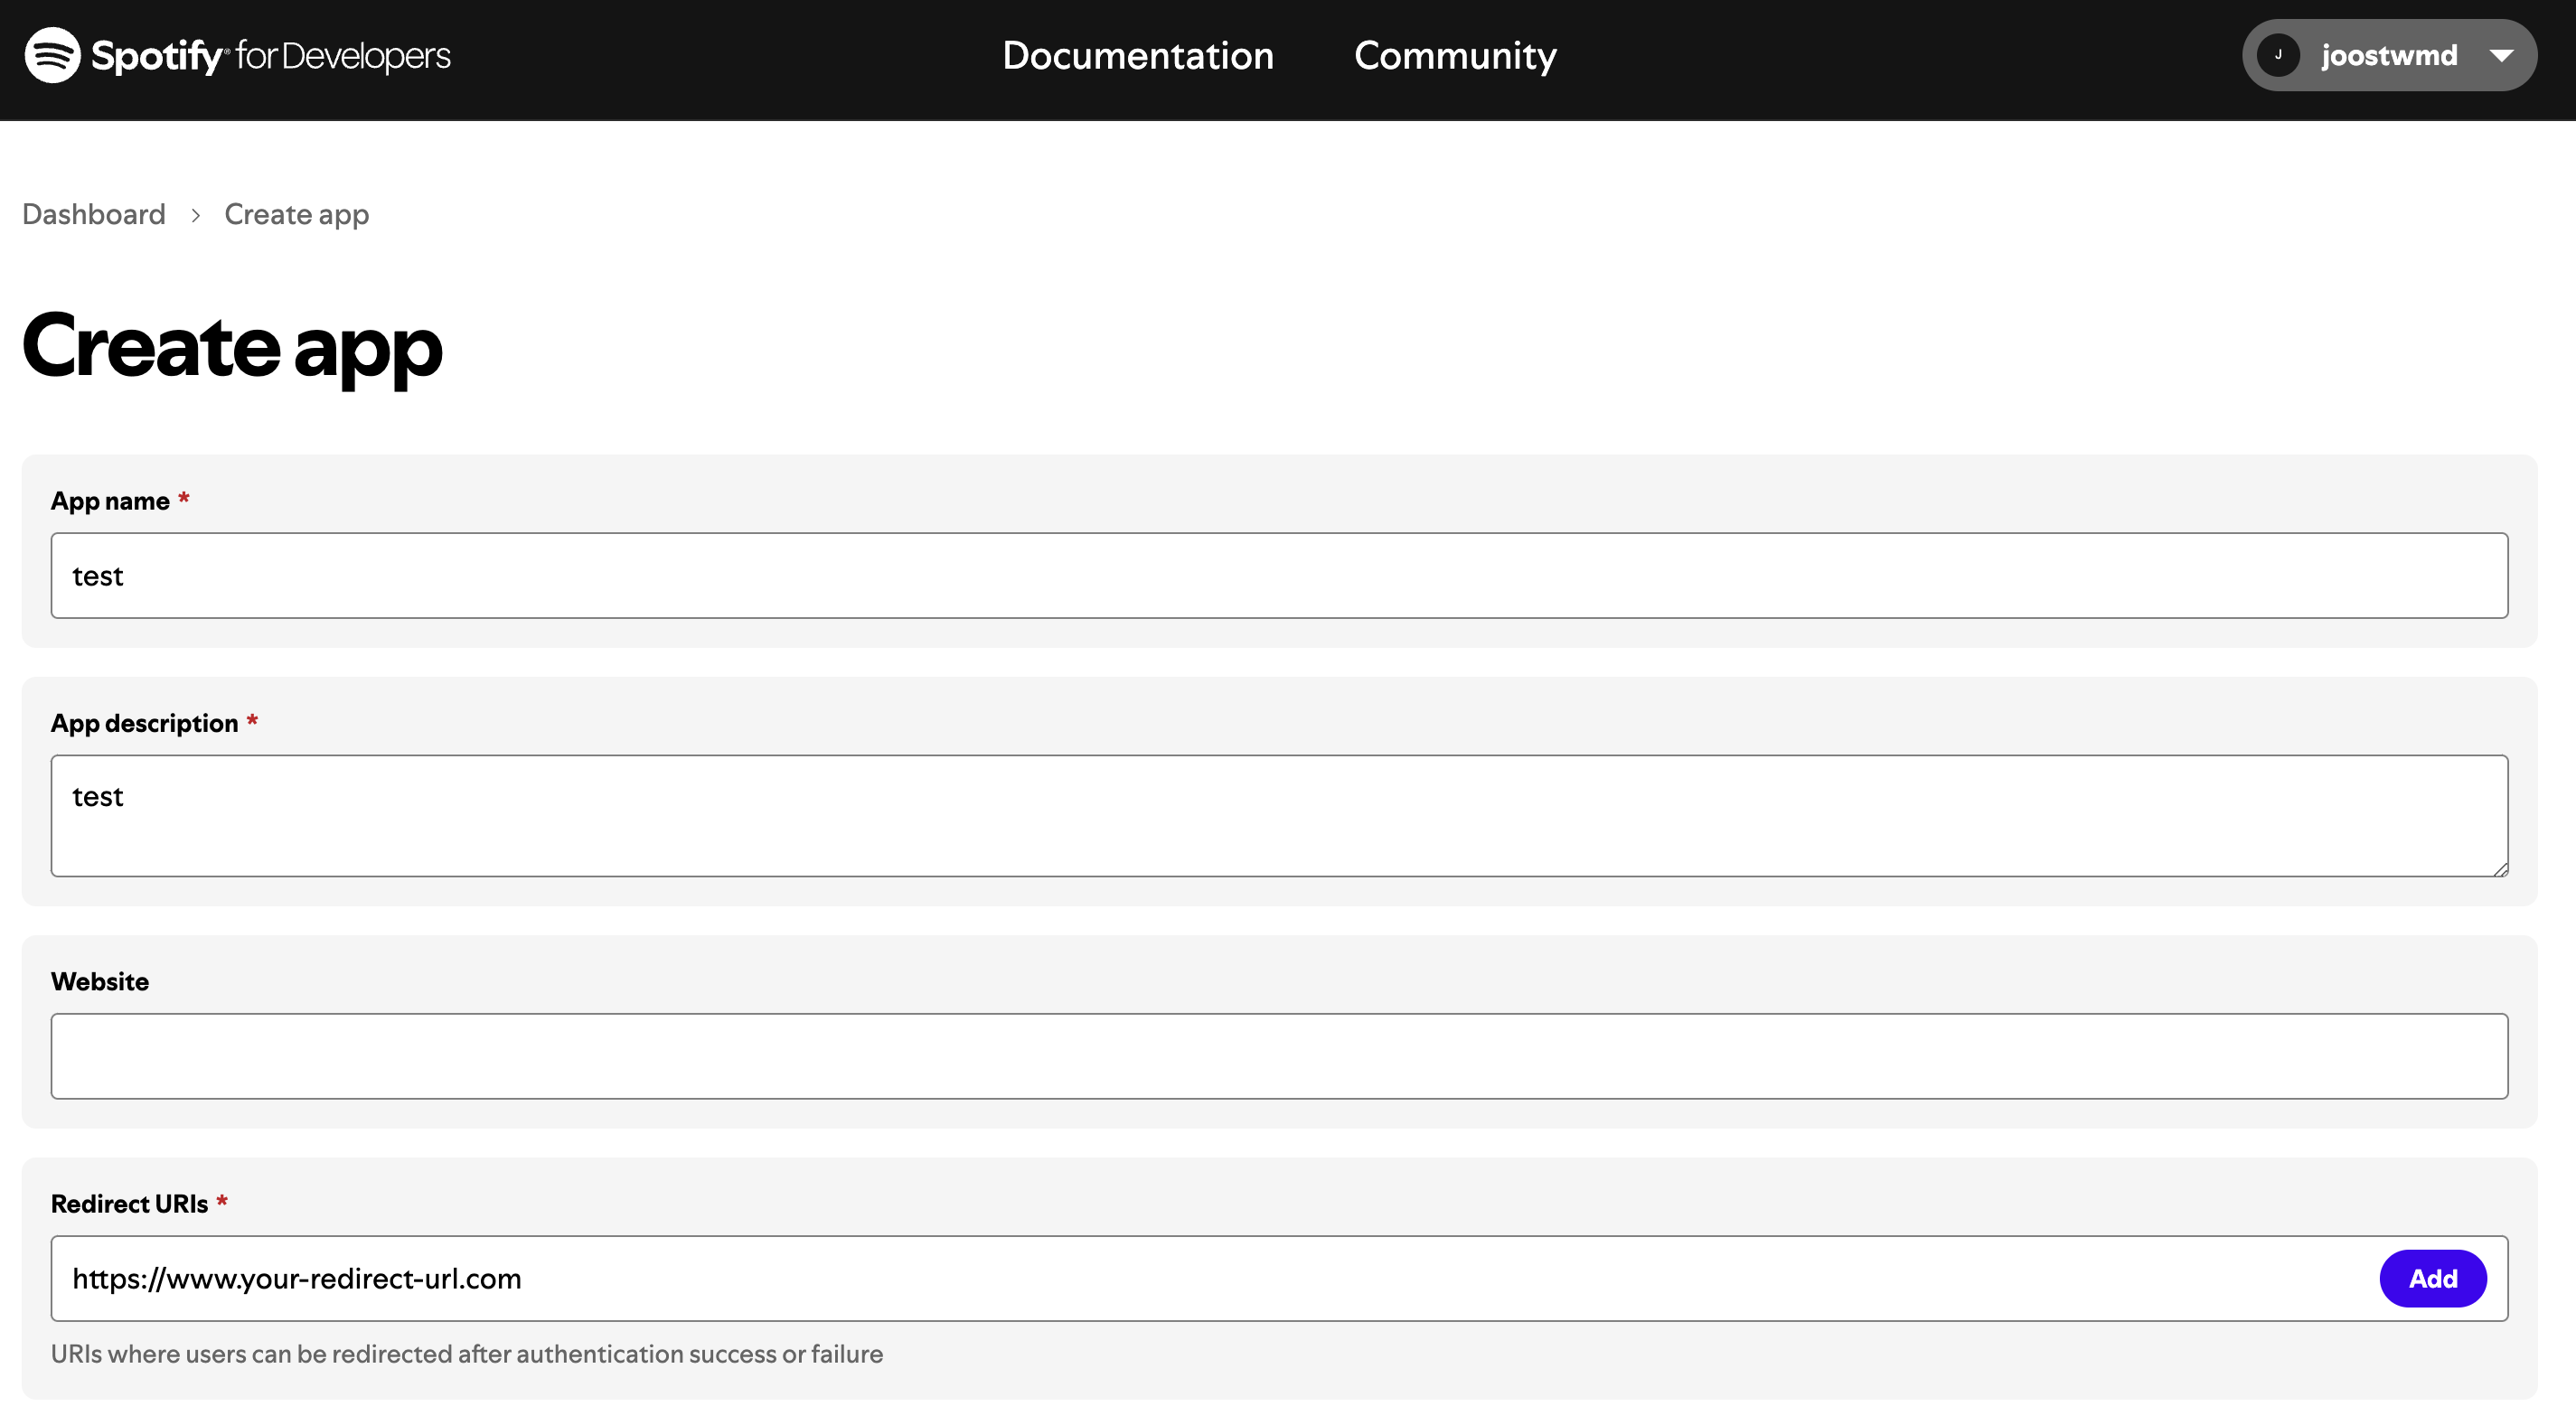 Spotify® for Developers
Documentation
Community
J
joostwmd
Dashboard > Create app
Create app
App name *
test
App description *
test
Website
Redirect URIs *
https://www.your-redirect-url.com
Add
URIs where users can be redirected after authentication success or failure